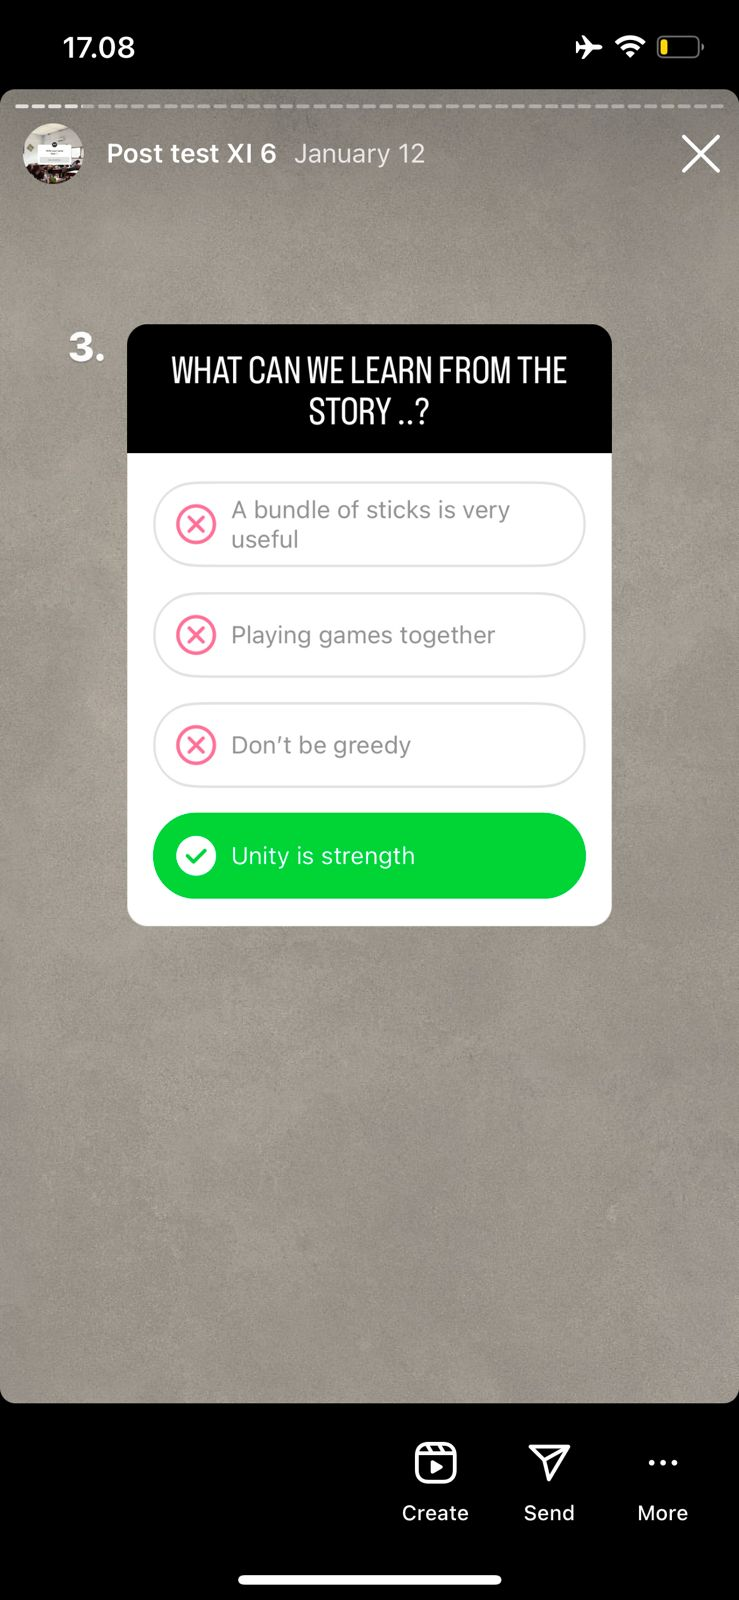 17.08
Post test XI 6 January 12
3.
WHAT CAN WE LEARN FROM THE
STORY ..?
A bundle of sticks is very
useful
Playing games together
Don't be greedy
Unity is strength
Create Send More